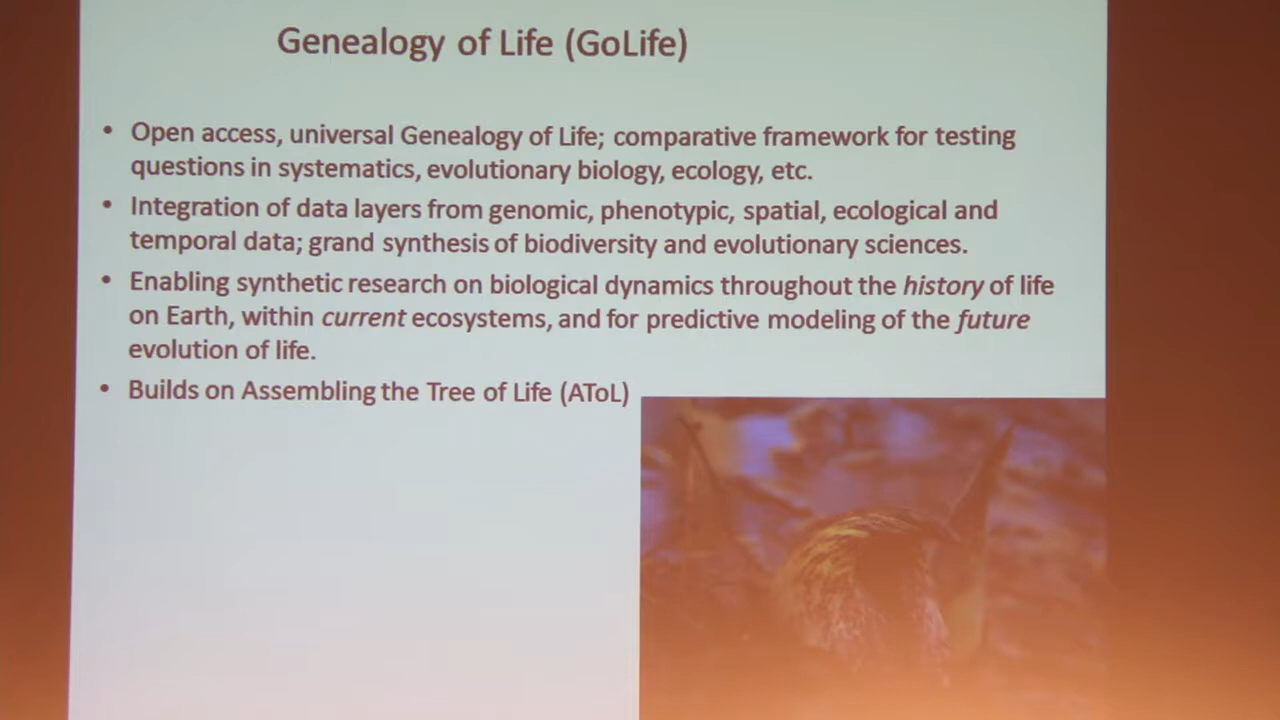 Genealogy of Life (GoLife)
• Open access, universal Genealogy of Life; comparative framework for testing
questions in systematics, evolutionary biology, ecology, etc.
• Integration of data layers from genomic, phenotypic, spatial, ecological and
temporal data; grand synthesis of biodiversity and evolutionary sciences.
• Enabling synthetic research on biological dynamics throughout the history of life
on Earth, within current ecosystems, and for predictive modeling of the future
evolution of life.
• Builds on Assembling the Tree of Life (AToL)